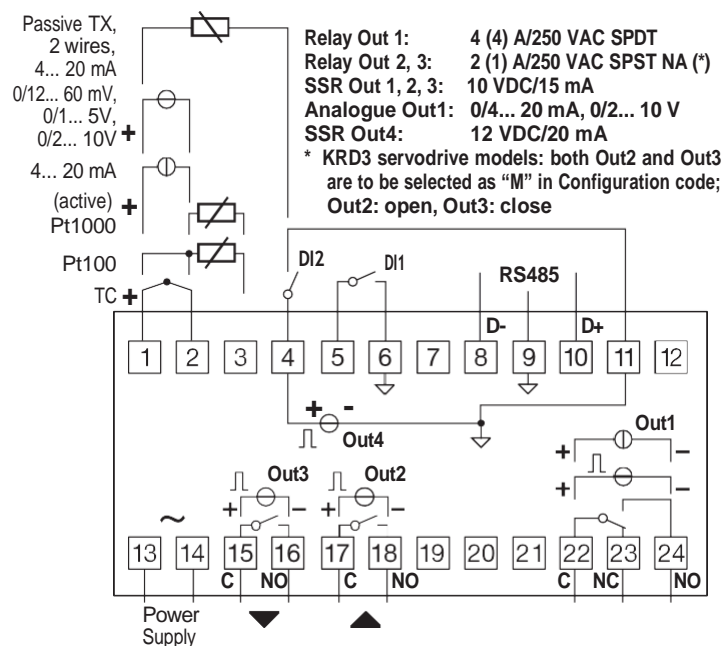 Passive TX,
2 wires,
4... 20 mA
0/12... 60 mV,
0/1... 5V,
0/2... 10V +
4... 20 mA
(active) +
Pt1000
Pt100
TC +
Relay Out 1: 4 (4) A/250 VAC SPDT
Relay Out 2, 3: 2 (1) A/250 VAC SPST NA (*)
SSR Out 1, 2, 3: 10 VDC/15 mA
Analogue Out1: 0/4... 20 mA, 0/2... 10 V
SSR Out4: 12 VDC/20 mA
* KRD3 servodrive models: both Out2 and Out3
are to be selected as “M” in Configuration code;
Out2: open, Out3: close
DI2 DI1 RS485
D- D+
1 2 3 4 5 6 7 8 9 10 11 12
+ -
Out4
Out1
+ −
+ −
Out3 Out2
+ − + −
~
13 14 15 16 17 18 19 20 21 22 23 24
C NO C NO C NC NO
Power
Supply